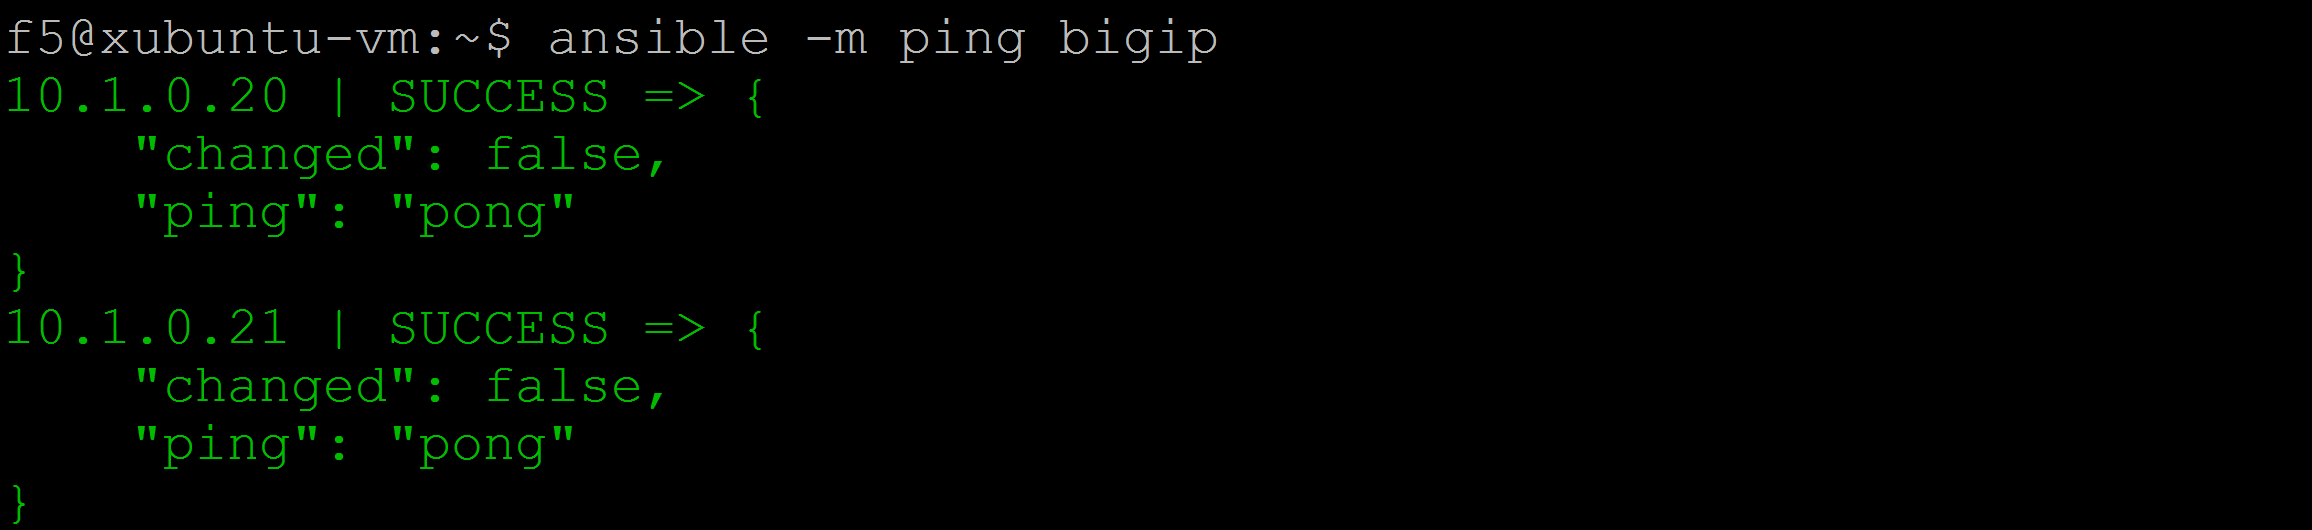 f5@xubuntu-vm:~$ ansible -m ping bigip
10.1.0.20 | SUCCESS => {
    "changed": false,
    "ping": "pong"
}
10.1.0.21 | SUCCESS => {
    "changed": false,
    "ping": "pong"
}